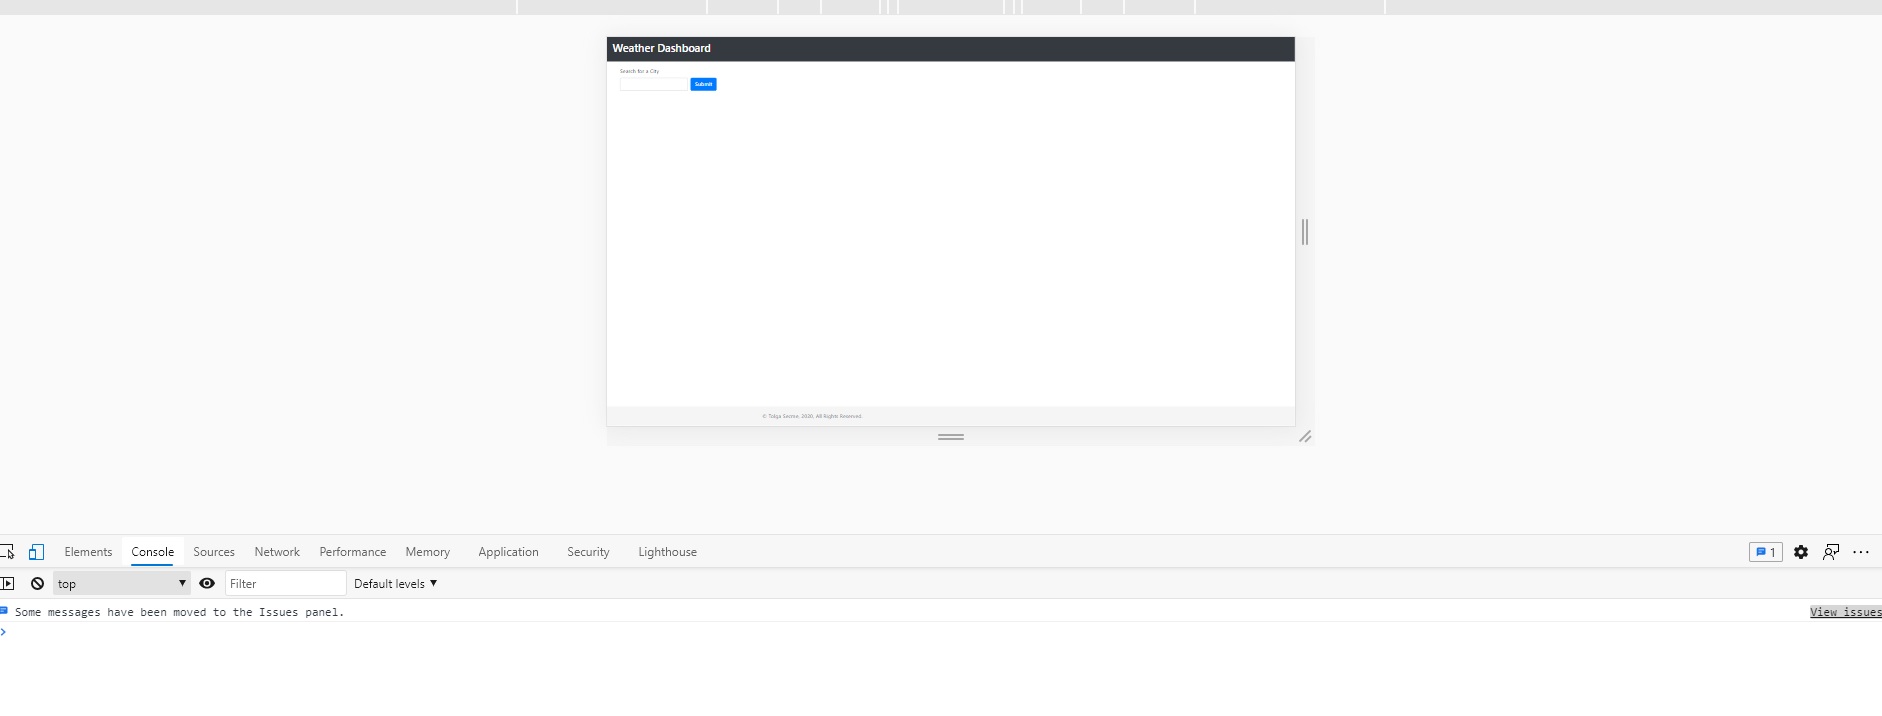 Weather Dashboard
Search for a City
Submit
© Tolga Secme. 2020. All Rights Reserved.
Elements Console Sources Network Performance Memory Application Security Lighthouse 1
top Filter Default levels
Some messages have been moved to the Issues panel. View issues